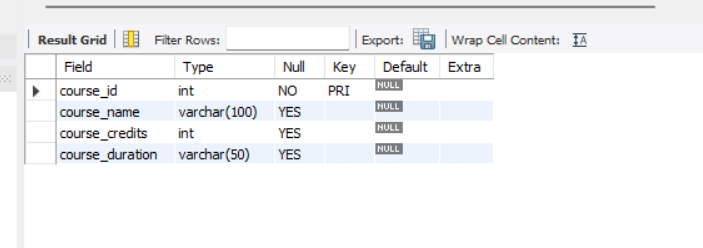 Result Grid Filter Rows: Export: Wrap Cell Content: IA
Field Type Null Key Default Extra
course_id int NO PRI NULL
course_name varchar(100) YES NULL
course_credits int YES NULL
course_duration varchar(50) YES NULL